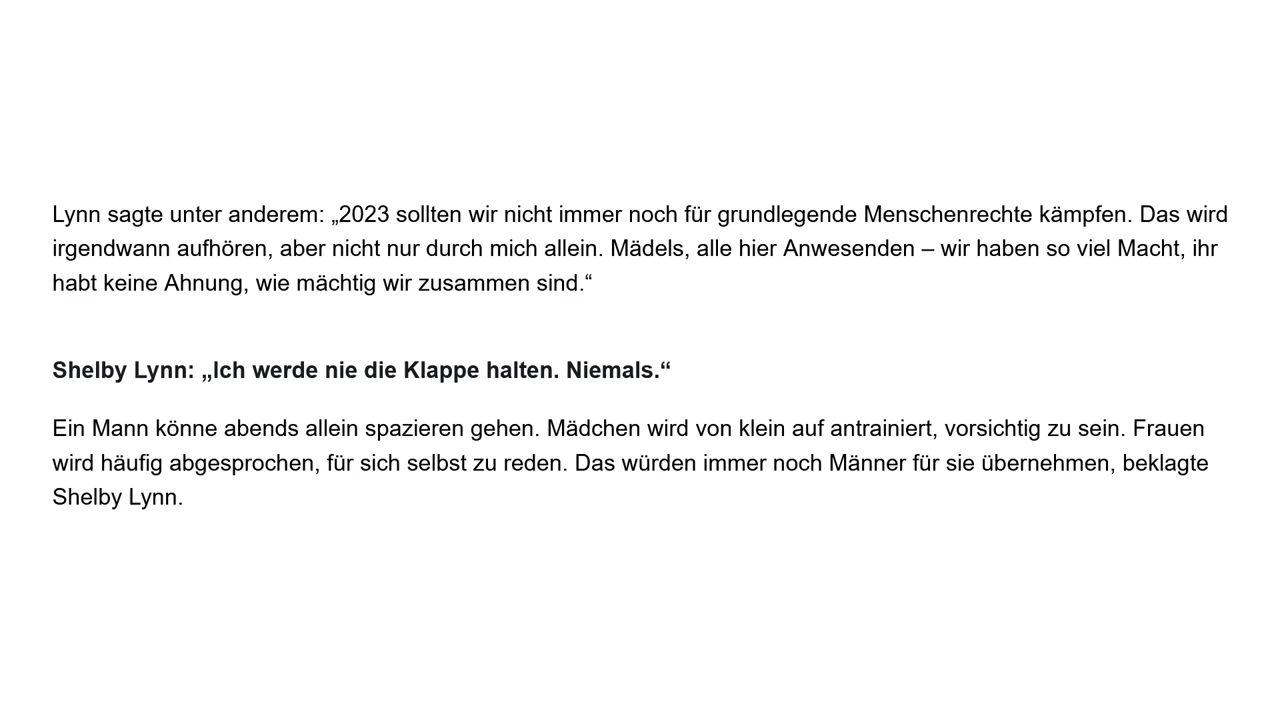 Lynn sagte unter anderem: „2023 sollten wir nicht immer noch für grundlegende Menschenrechte kämpfen. Das wird
irgendwann aufhören, aber nicht nur durch mich allein. Mädels, alle hier Anwesenden – wir haben so viel Macht, ihr
habt keine Ahnung, wie mächtig wir zusammen sind.“
Shelby Lynn: „Ich werde nie die Klappe halten. Niemals.“
Ein Mann könne abends allein spazieren gehen. Mädchen wird von klein auf antrainiert, vorsichtig zu sein. Frauen
wird häufig abgesprochen, für sich selbst zu reden. Das würden immer noch Männer für sie übernehmen, beklagte
Shelby Lynn.